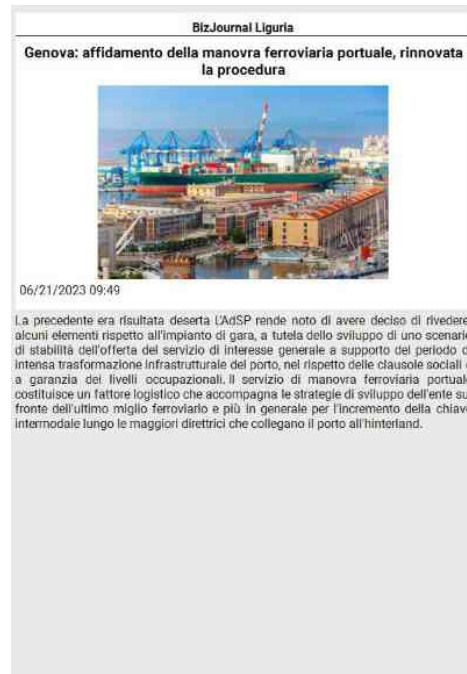 BizJournal Liguria
Genova: affidamento della manovra ferroviaria portuale, rinnovata
la procedura
06/21/2023 09:49
La precedente era risultata deserta L'AdSP rende noto di avere deciso di rivedere
alcuni elementi rispetto all'impianto di gara, a tutela dello sviluppo di uno scenario
di stabilità dell'offerta del servizio di interesse generale a supporto del periodo d
intensa trasformazione infrastrutturale del porto, nel rispetto delle clausole sociali
a garanzia dei livelli occupazionali. Il servizio di manovra ferroviaria portuale
costituisce un fattore logistico che accompagna le strategie di sviluppo dell'ente su
fronte dell'ultimo miglio ferroviario e più in generale per l'incremento della chiave
intermodale lungo le maggiori direttrici che collegano il porto all'hinterland.